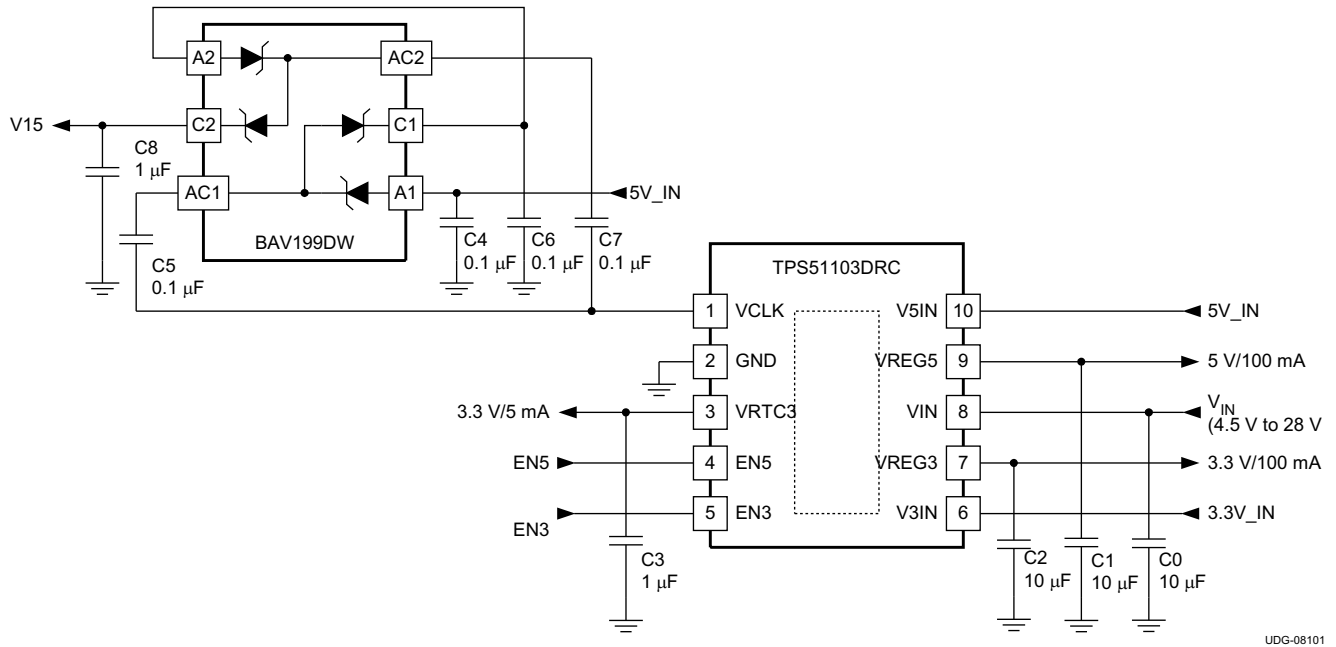 A2
AC2
V15
C2
C1
C8
1 μF
AC1
A1
5V_IN
BAV199DW
C5
0.1 μF
C4
0.1 μF
C6
0.1 μF
C7
0.1 μF
TPS51103DRC
1 VCLK
V5IN 10
5V_IN
2 GND
VREG5 9
5 V/100 mA
3.3 V/5 mA
3 VRTC3
VIN 8
VIN
(4.5 V to 28 V
EN5
4 EN5
VREG3 7
3.3 V/100 mA
EN3
5 EN3
V3IN 6
3.3V_IN
C3
1 μF
C2
10 μF
C1
10 μF
C0
10 μF
UDG-08101